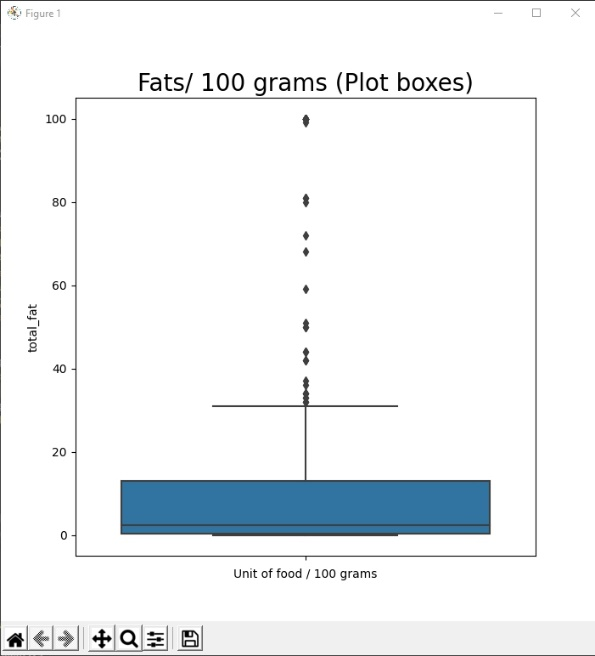 Figure 1
Fats/ 100 grams (Plot boxes)
100
80
60
40
20
0
total_fat
Unit of food / 100 grams